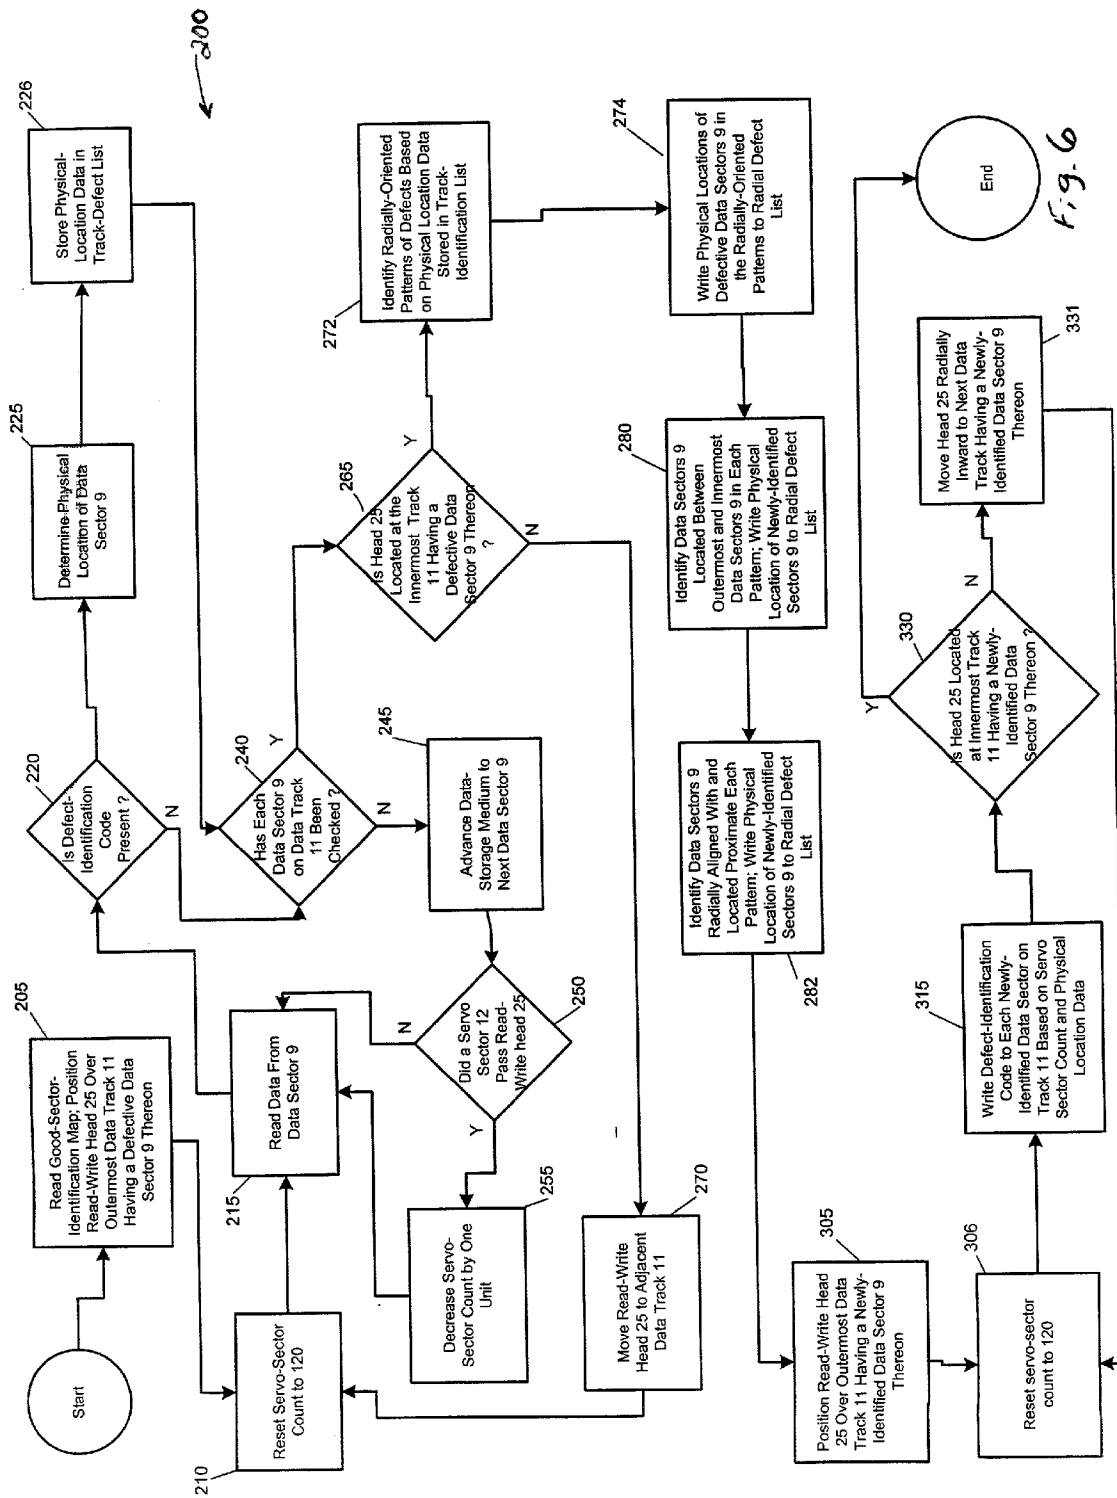 200
Start
205
Read Good-Sector-
Identification Map; Position
Read-Write Head 25 Over
Outermost Data Track 11
Having a Defective Data
Sector 9 Thereon
210
Reset Servo-Sector
Count to 120
215
Read Data From
Data Sector 9
220
Is Defect-
Identification
Code
Present ?
Y
N
225
Determine Physical
Location of Data
Sector 9
226
Store Physical-
Location Data in
Track-Defect List
240
Has Each
Data Sector 9
on Data Track
11 Been
Checked ?
Y
N
245
Advance Data-
Storage Medium to
Next Data Sector 9
250
Did a Servo
Sector 12
Pass Read-
Write head 25
N
Y
255
Decrease Servo-
Sector Count by One
Unit
265
Is Head 25
Located at the
Innermost Track
11 Having a
Defective Data
Sector 9 Thereon
?
Y
N
270
Move Read-Write
Head 25 to Adjacent
Data Track 11
272
Identify Radially-Oriented
Patterns of Defects Based
on Physical Location Data
Stored in Track-
Identification List
274
Write Physical Locations of
Defective Data Sectors 9 in
the Radially-Oriented
Patterns to Radial Defect
List
280
Identify Data Sectors 9
Located Between
Outermost and Innermost
Data Sectors 9 in Each
Pattern; Write Physical
Location of Newly-Identified
Sectors 9 to Radial Defect
List
282
Identify Data Sectors 9
Radially Aligned With and
Located Proximate Each
Pattern; Write Physical
Location of Newly-Identified
Sectors 9 to Radial Defect
List
305
Position Read-Write Head
25 Over Outermost Data
Track 11 Having a Newly-
Identified Data Sector 9
Thereon
306
Reset servo-sector
count to 120
315
Write Defect-Identification
Code to Each Newly-
Identified Data Sector on
Track 11 Based on Servo
Sector Count and Physical
Location Data
330
Is Head 25 Located
at Innermost Track
11 Having a Newly-
Identified Data
Sector 9 Thereon ?
Y
N
331
Move Head 25 Radially
Inward to Next Data
Track Having a Newly-
Identified Data Sector 9
Thereon
End
Fig. 6